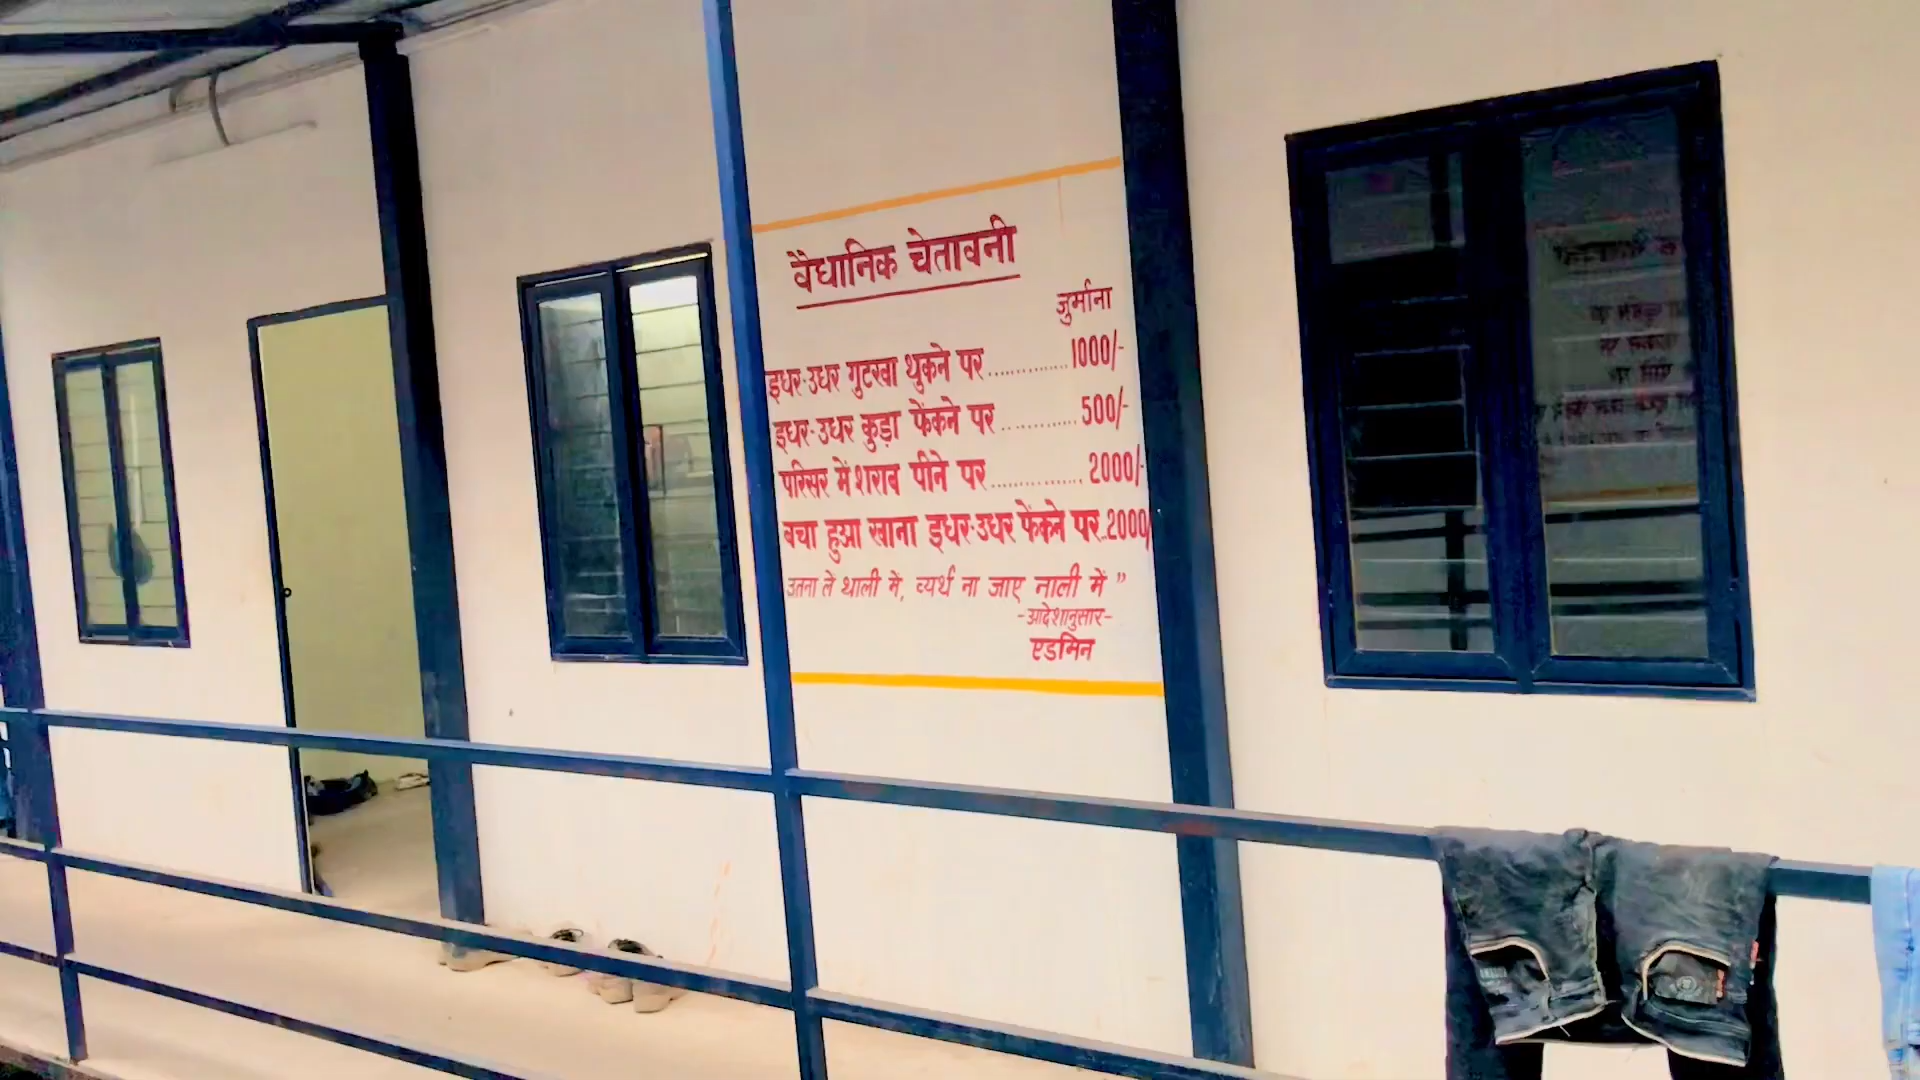 वैधानिक चेतावनी
जुर्माना
इधर-उधर गुटखा थुकने पर ............. 1000/-
इधर-उधर कुड़ा फेंकने पर ............ 500/-
परिसर में शराब पीने पर ............... 2000/-
बचा हुआ खाना इधर-उधर फेंकने पर..2000/
उतना ले थाली में, व्यर्थ ना जाए नाली में ”
-आदेशानुसार-
एडमिन